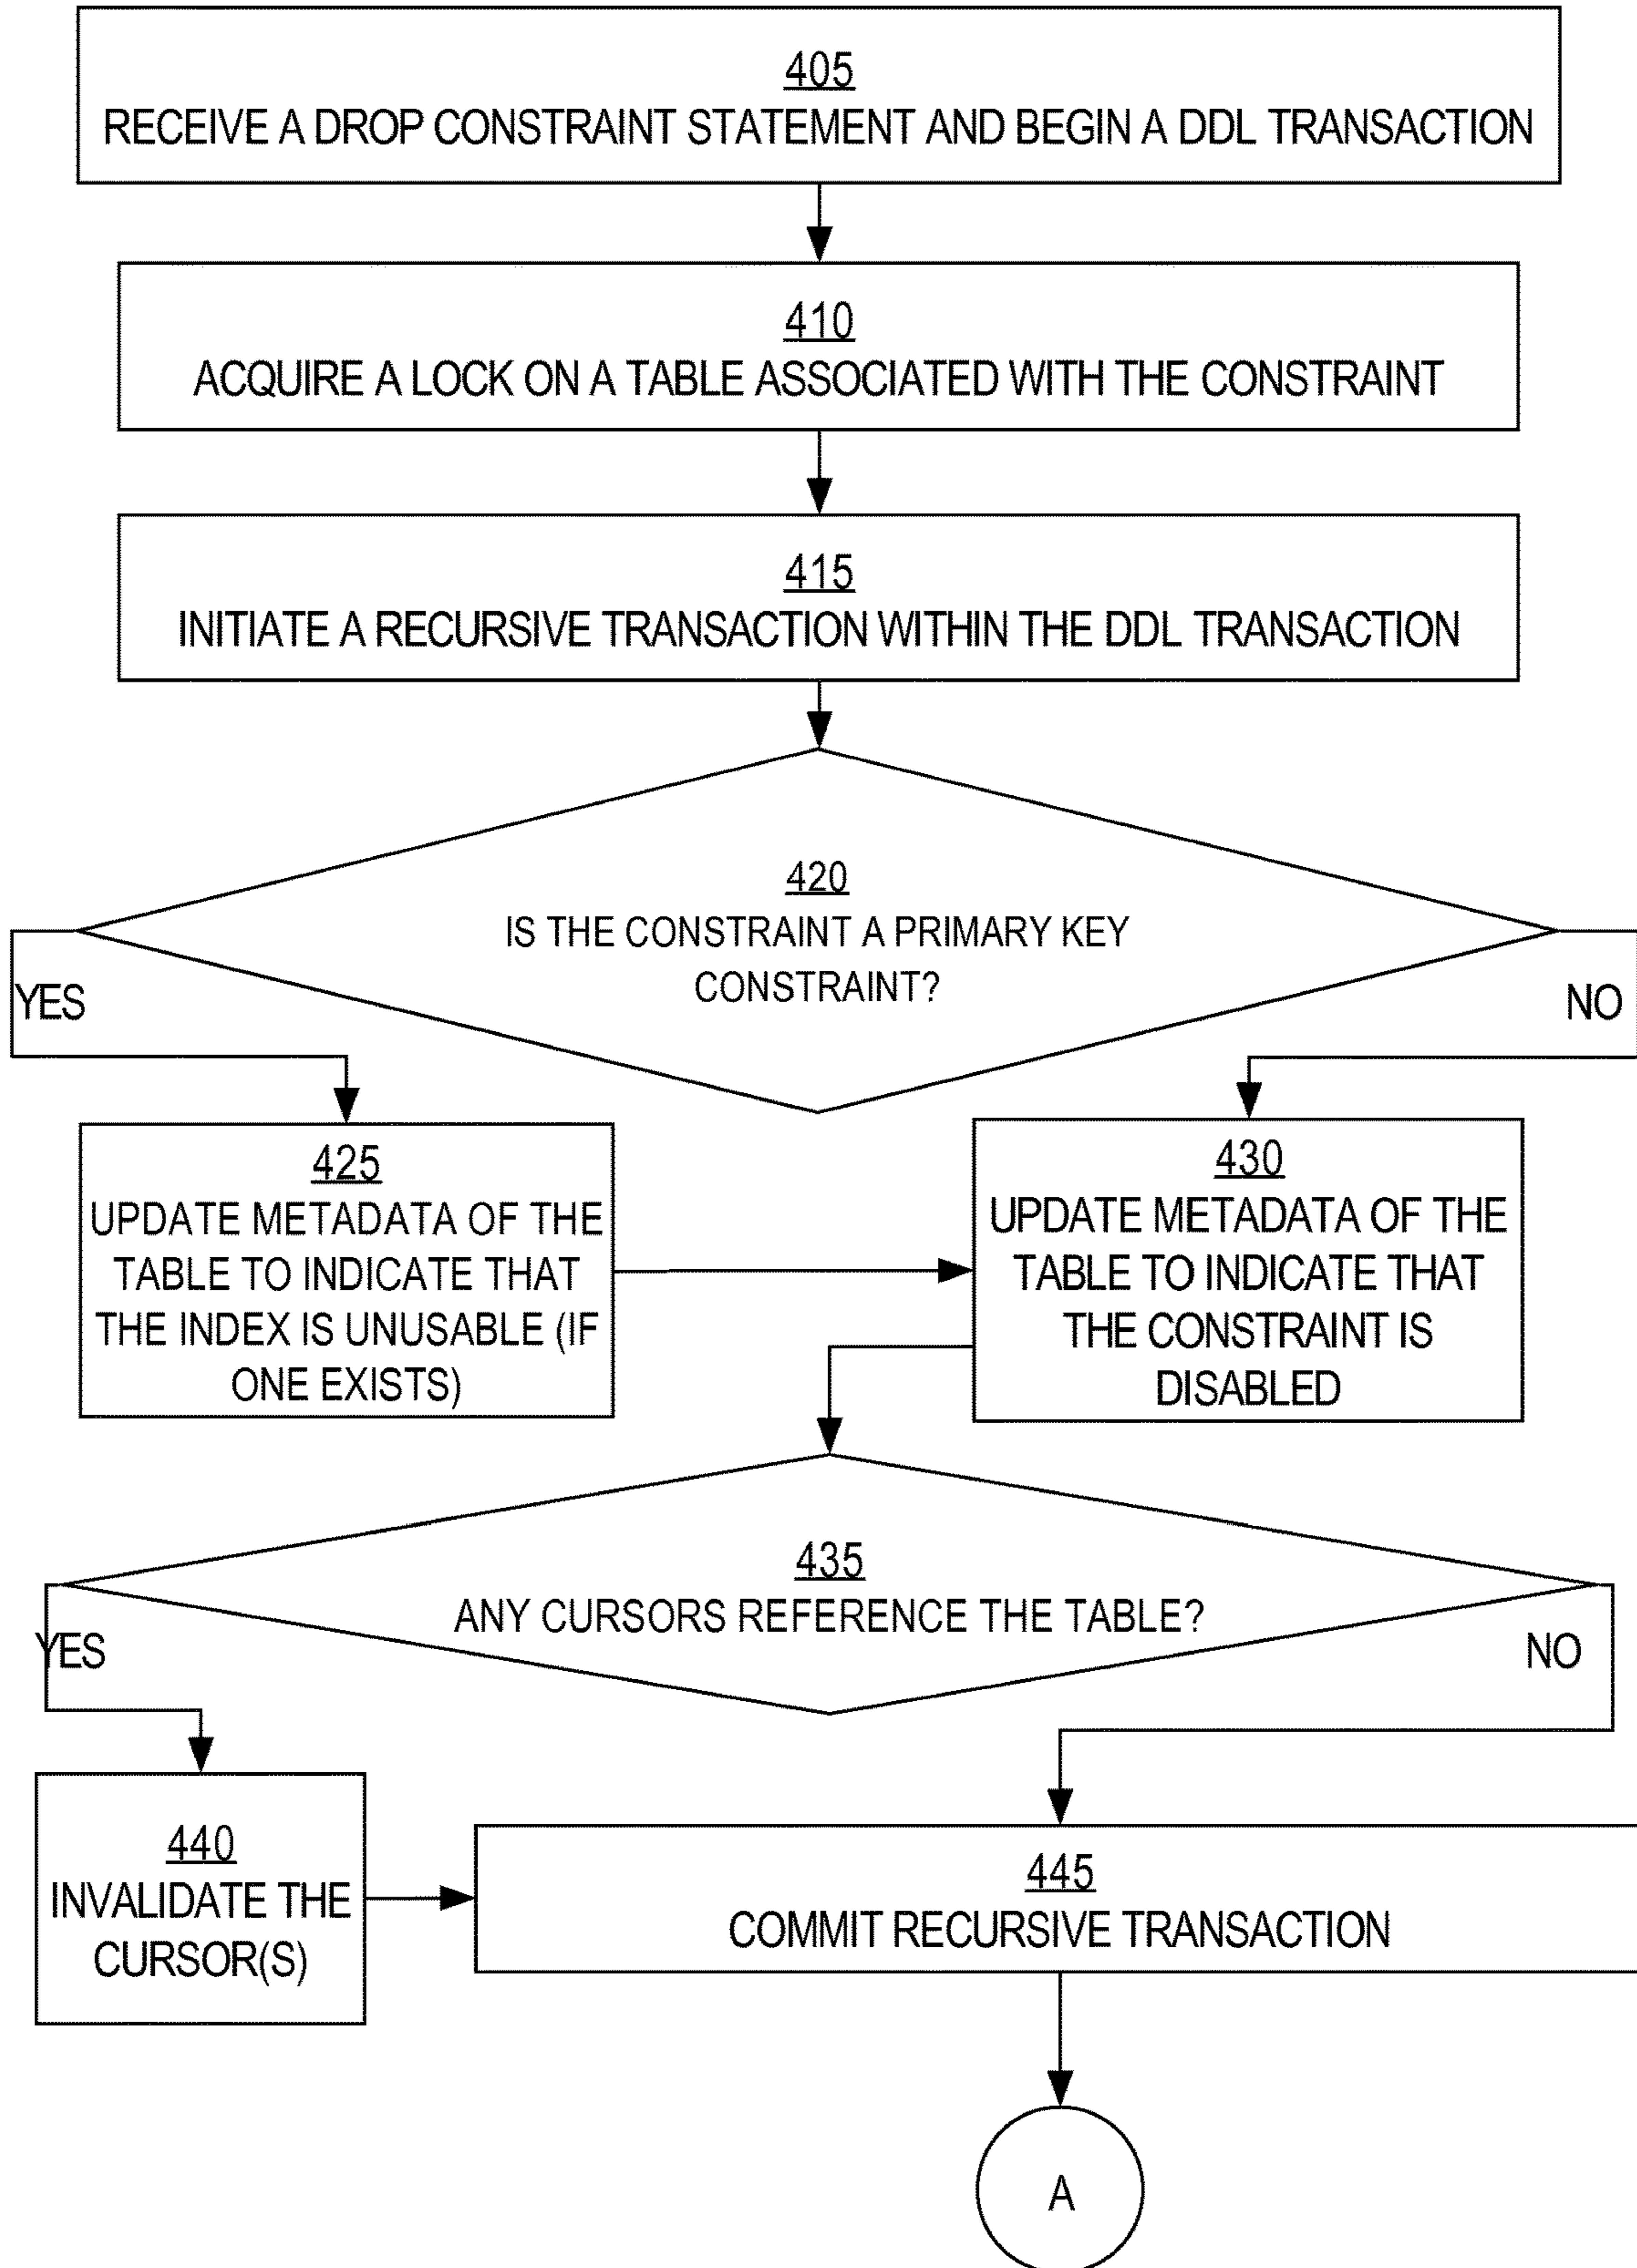 405
RECEIVE A DROP CONSTRAINT STATEMENT AND BEGIN A DDL TRANSACTION
410
ACQUIRE A LOCK ON A TABLE ASSOCIATED WITH THE CONSTRAINT
415
INITIATE A RECURSIVE TRANSACTION WITHIN THE DDL TRANSACTION
420
IS THE CONSTRAINT A PRIMARY KEY
CONSTRAINT?
YES
NO
425
UPDATE METADATA OF THE
TABLE TO INDICATE THAT
THE INDEX IS UNUSABLE (IF
ONE EXISTS)
430
UPDATE METADATA OF THE
TABLE TO INDICATE THAT
THE CONSTRAINT IS
DISABLED
435
ANY CURSORS REFERENCE THE TABLE?
YES
NO
440
INVALIDATE THE
CURSOR(S)
445
COMMIT RECURSIVE TRANSACTION
A